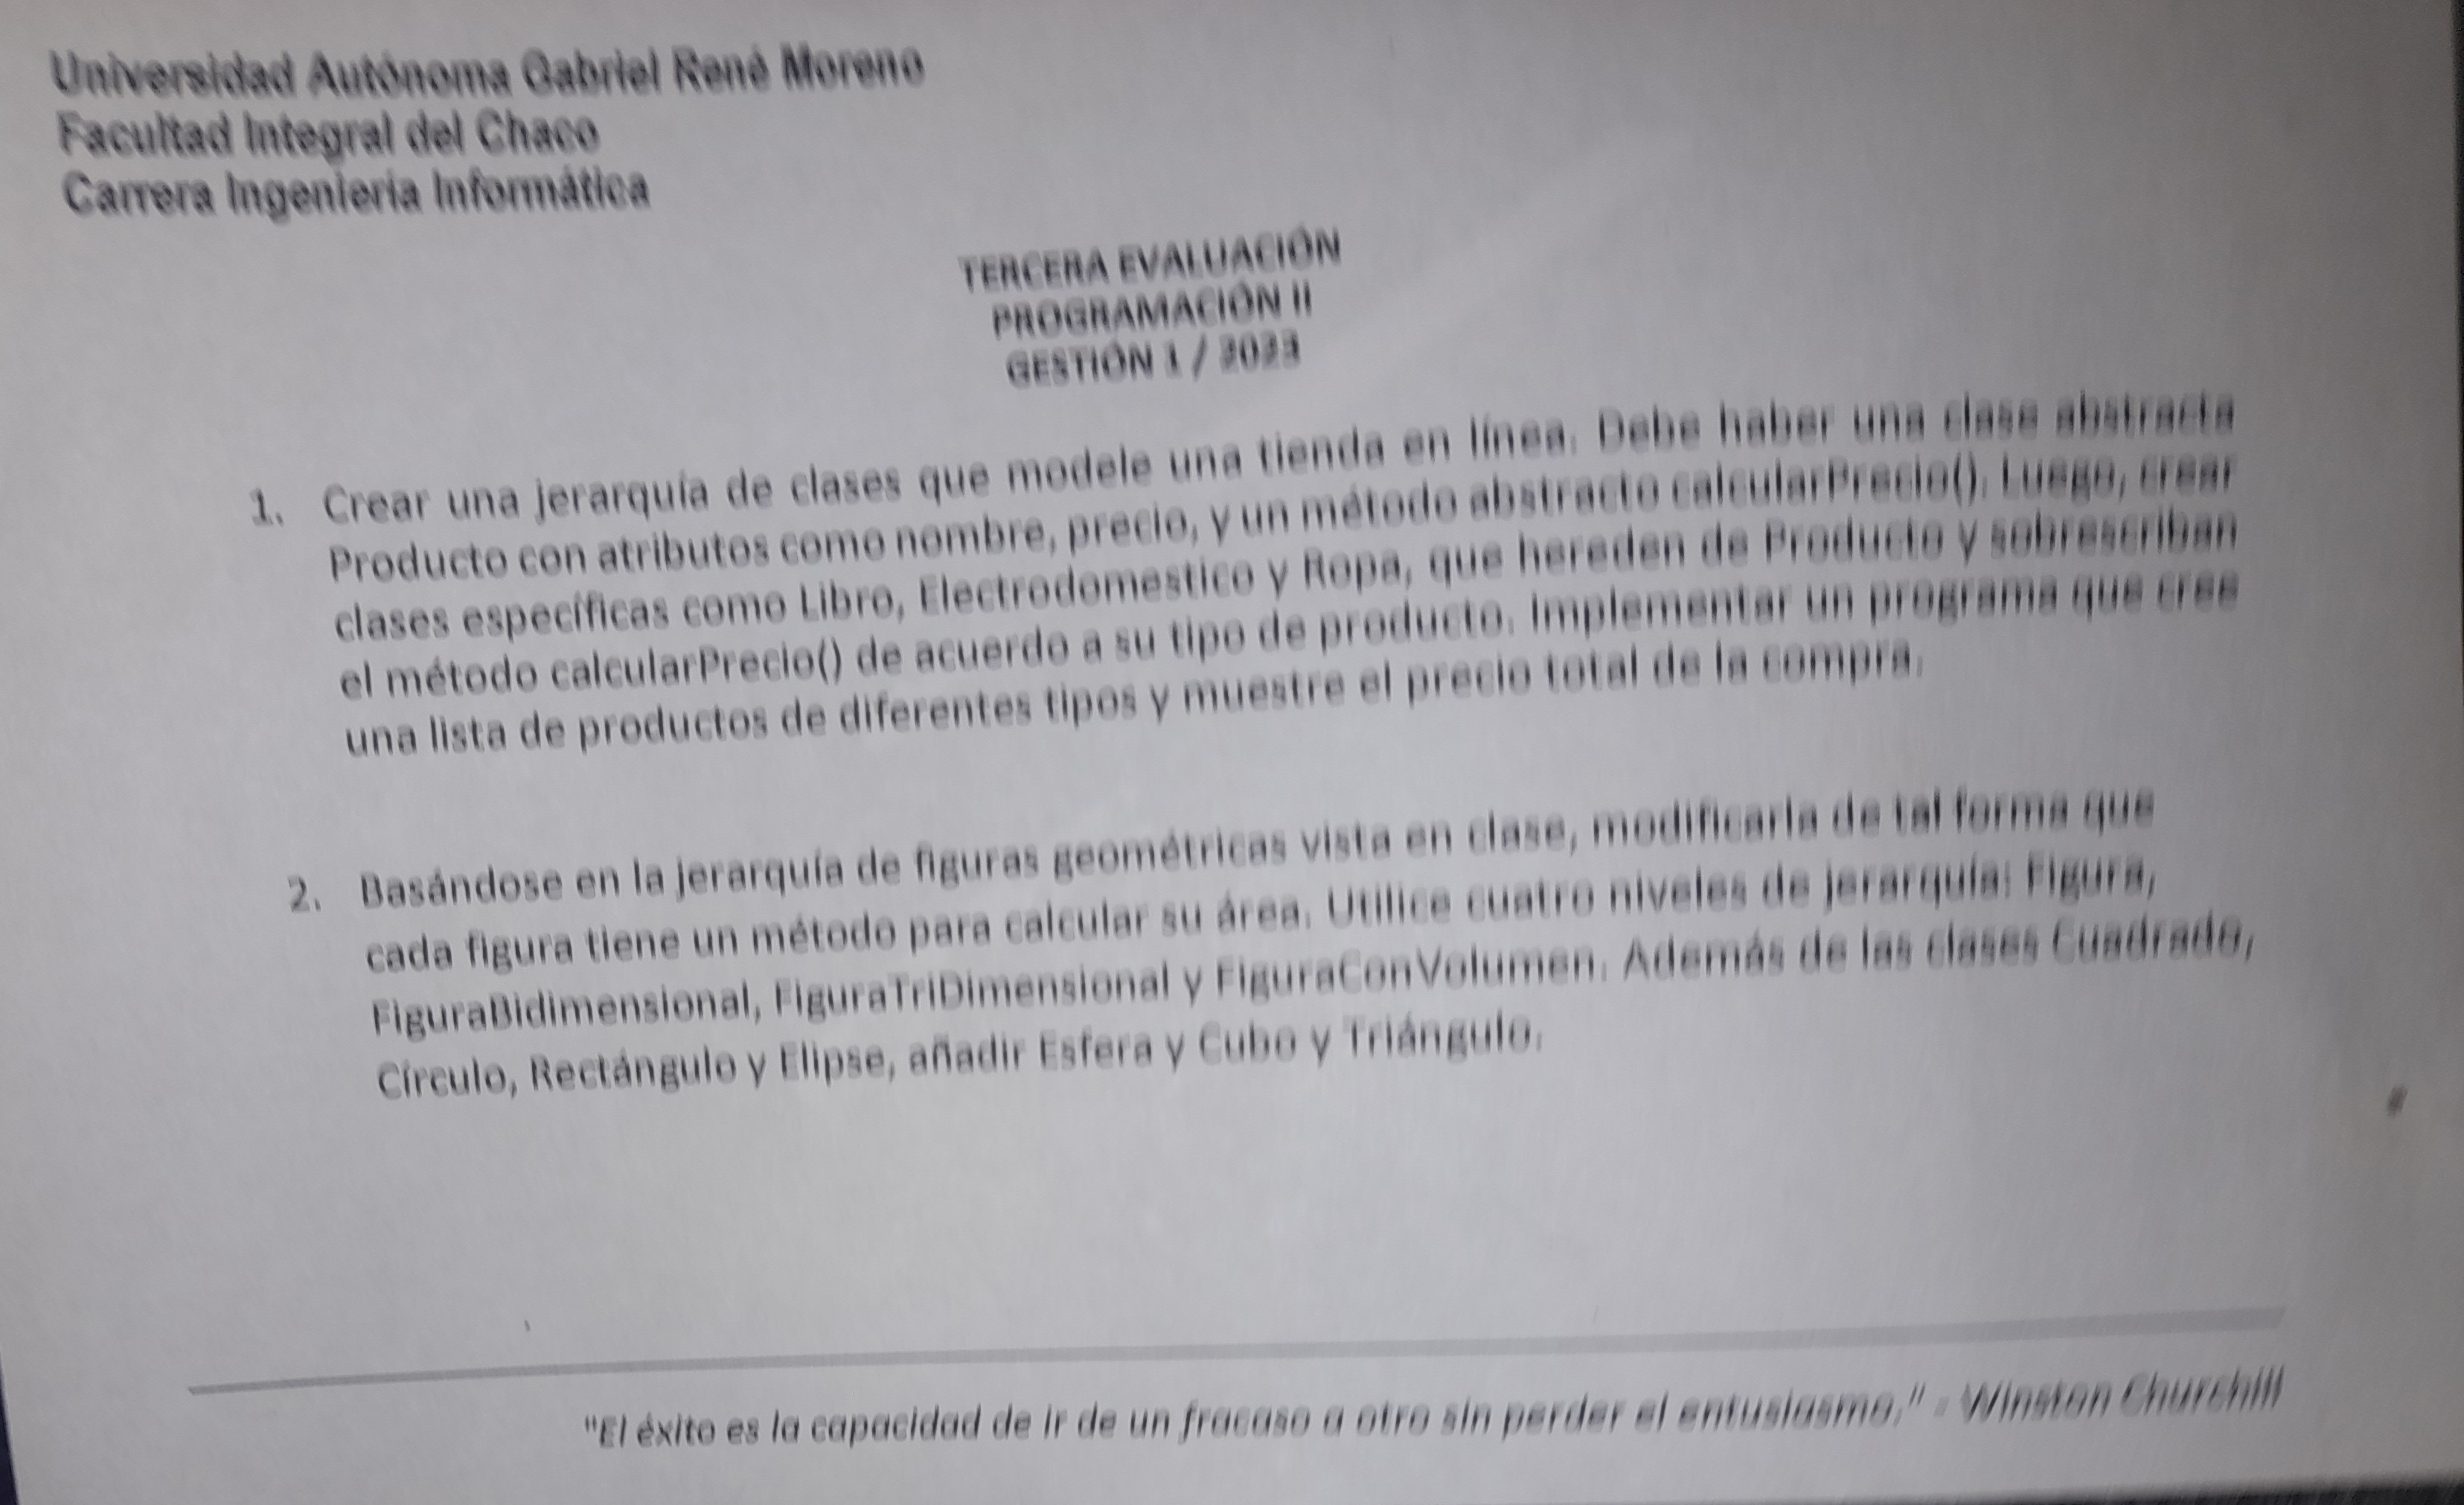 Universidad Autónoma Gabriel René Moreno
Facultad Integral del Chaco
Carrera Ingeniería Informática
TERCERA EVALUACIÓN
PROGRAMACIÓN II
GESTIÓN 1 / 2023
1. Crear una jerarquía de clases que modele una tienda en línea. Debe haber una clase abstracta
Producto con atributos como nombre, precio, y un método abstracto calcularPrecio(). Luego, crear
clases específicas como Libro, Electrodomestico y Ropa, que hereden de Producto y sobrescriban
el método calcularPrecio() de acuerdo a su tipo de producto. Implementar un programa que cree
una lista de productos de diferentes tipos y muestre el precio total de la compra.
2. Basándose en la jerarquía de figuras geométricas vista en clase, modificarla de tal forma que
cada figura tiene un método para calcular su área. Utilice cuatro niveles de jerarquía: Figura,
FiguraBidimensional, FiguraTriDimensional y FiguraConVolumen. Además de las clases Cuadrado,
Círculo, Rectángulo y Elipse, añadir Esfera y Cubo y Triángulo.
"El éxito es la capacidad de ir de un fracaso a otro sin perder el entusiasmo." - Winston Churchill